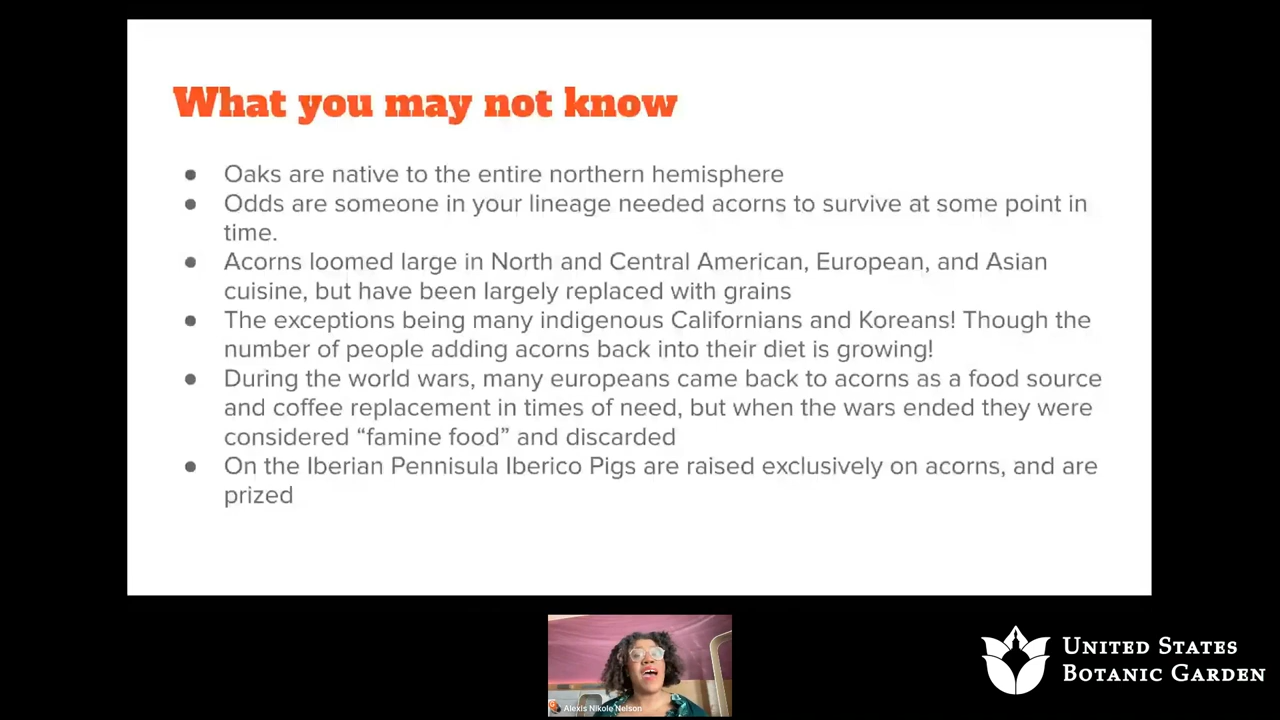 What you may not know
● Oaks are native to the entire northern hemisphere
● Odds are someone in your lineage needed acorns to survive at some point in
time.
● Acorns loomed large in North and Central American, European, and Asian
cuisine, but have been largely replaced with grains
● The exceptions being many indigenous Californians and Koreans! Though the
number of people adding acorns back into their diet is growing!
● During the world wars, many europeans came back to acorns as a food source
and coffee replacement in times of need, but when the wars ended they were
considered “famine food” and discarded
● On the Iberian Pennisula Iberico Pigs are raised exclusively on acorns, and are
prized
Alexis Nikole Nelson
UNITED STATES
BOTANIC GARDEN